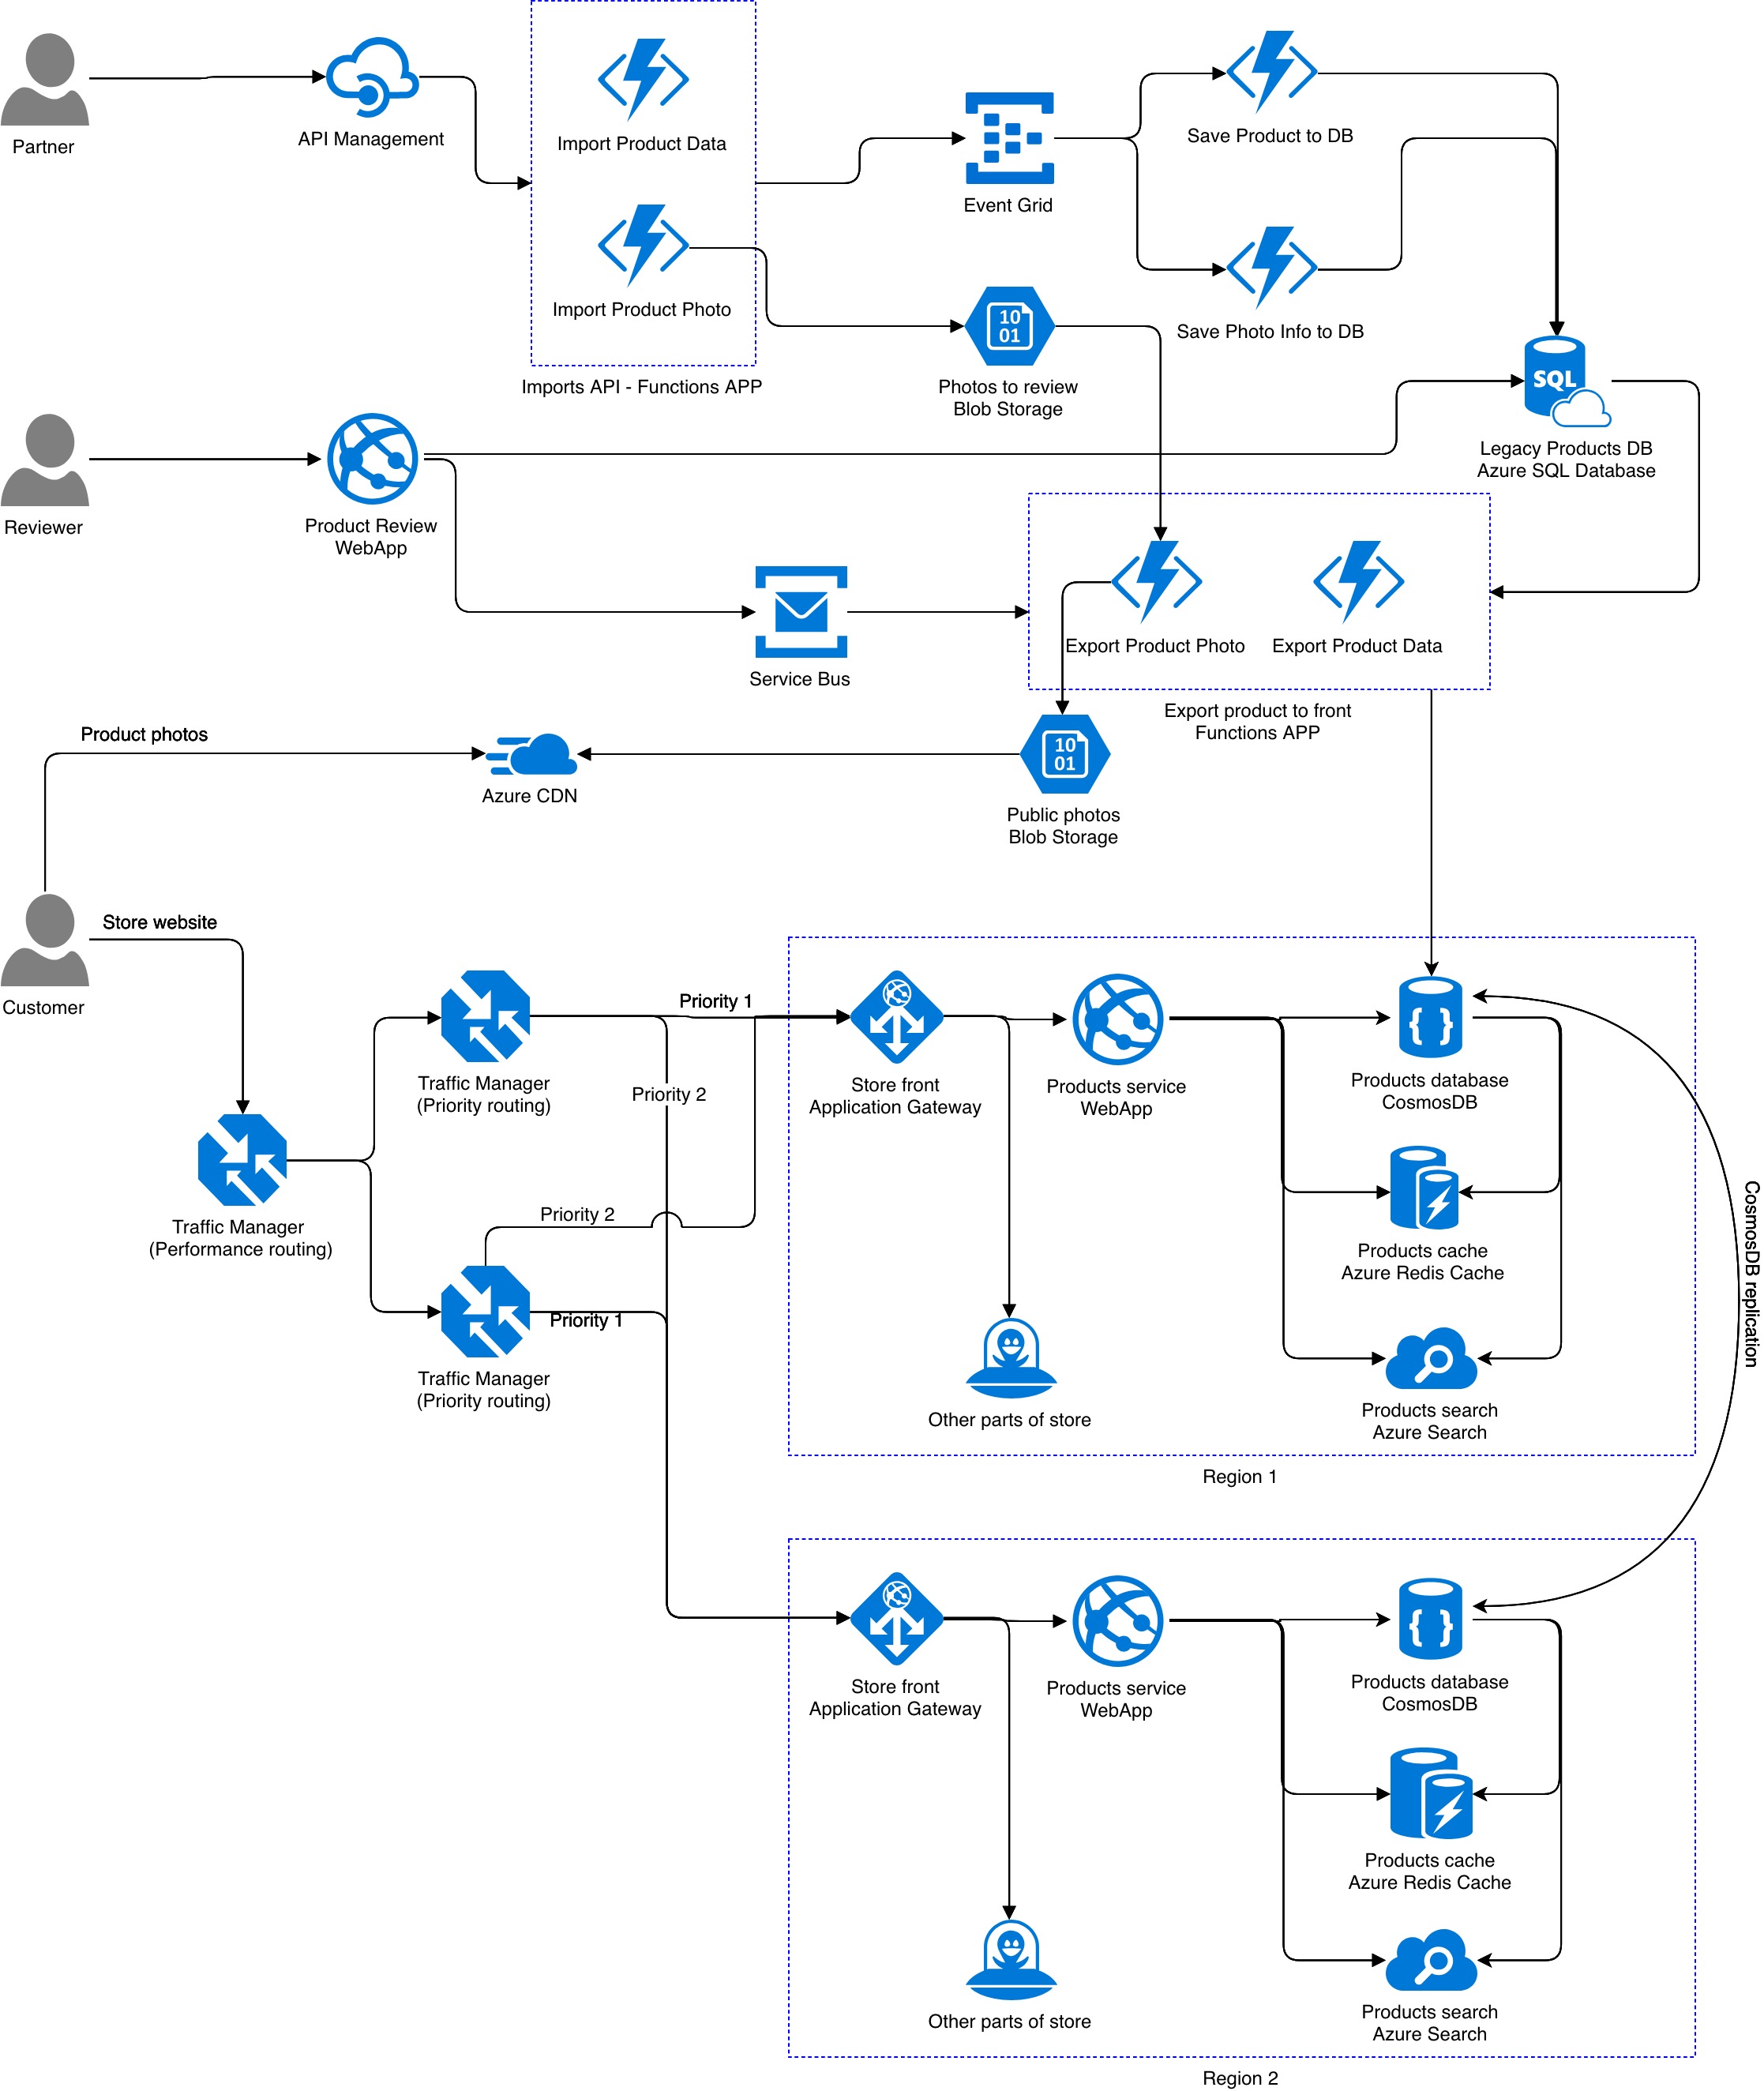 Partner
API Management
Import Product Data
Import Product Photo
Imports API - Functions APP
Event Grid
Save Product to DB
Save Photo Info to DB
10
01
Photos to review
Blob Storage
SQL
Legacy Products DB
Azure SQL Database
Reviewer
Product Review
WebApp
Service Bus
Export Product Photo
Export Product Data
Export product to front
Functions APP
Product photos
Azure CDN
10
01
Public photos
Blob Storage
Customer
Store website
Traffic Manager
(Performance routing)
Traffic Manager
(Priority routing)
Priority 1
Priority 2
Priority 2
Priority 1
Traffic Manager
(Priority routing)
Store front
Application Gateway
Products service
WebApp
{ }
Products database
CosmosDB
Products cache
Azure Redis Cache
Other parts of store
Products search
Azure Search
Region 1
CosmosDB replication
Store front
Application Gateway
Products service
WebApp
{ }
Products database
CosmosDB
Products cache
Azure Redis Cache
Other parts of store
Products search
Azure Search
Region 2